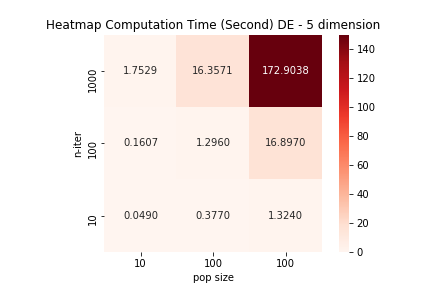 Heatmap Computation Time (Second) DE - 5 dimension
1000 1.7529 16.3571 172.9038
100 0.1607 1.2960 16.8970
10 0.0490 0.3770 1.3240
n-iter
10 100 100
pop size
140
120
100
80
60
40
20
0